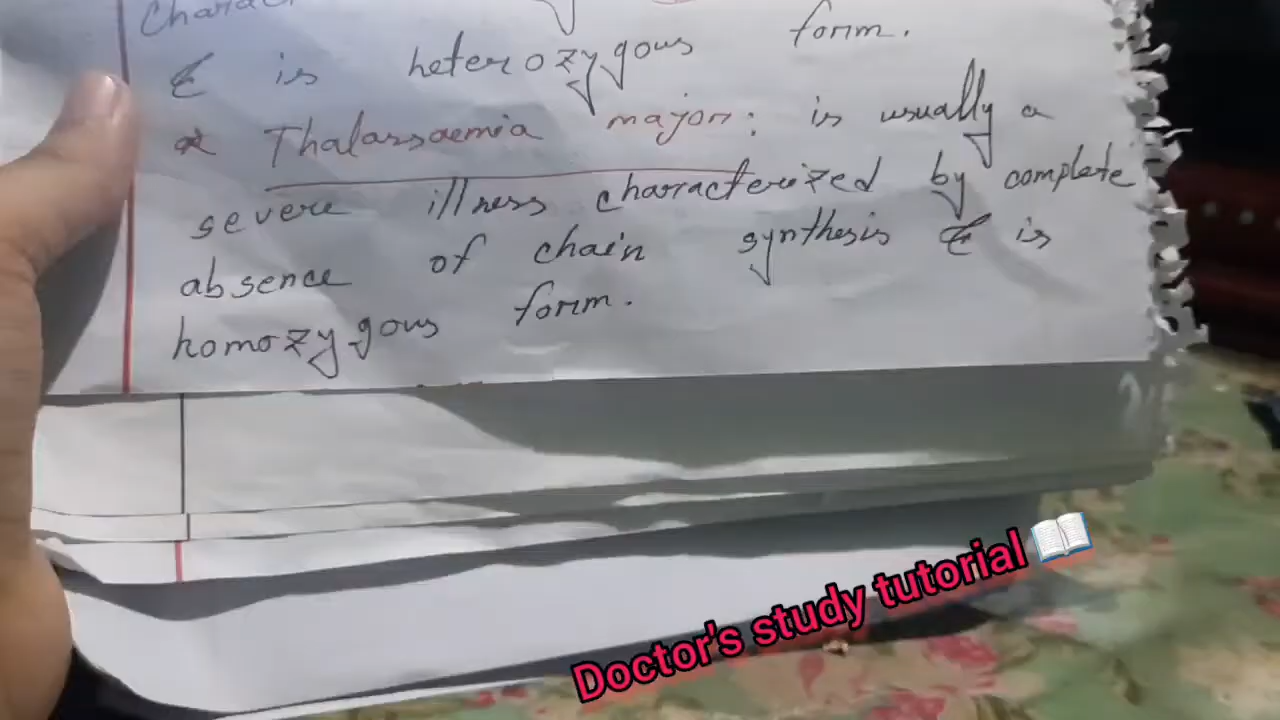 Charac
& is heterozygous form.
* Thalassaemia major: is usually a
severe illness characterized by complete
absence of chain synthesis & is
homozygous form.
Doctor's study tutorial 📖